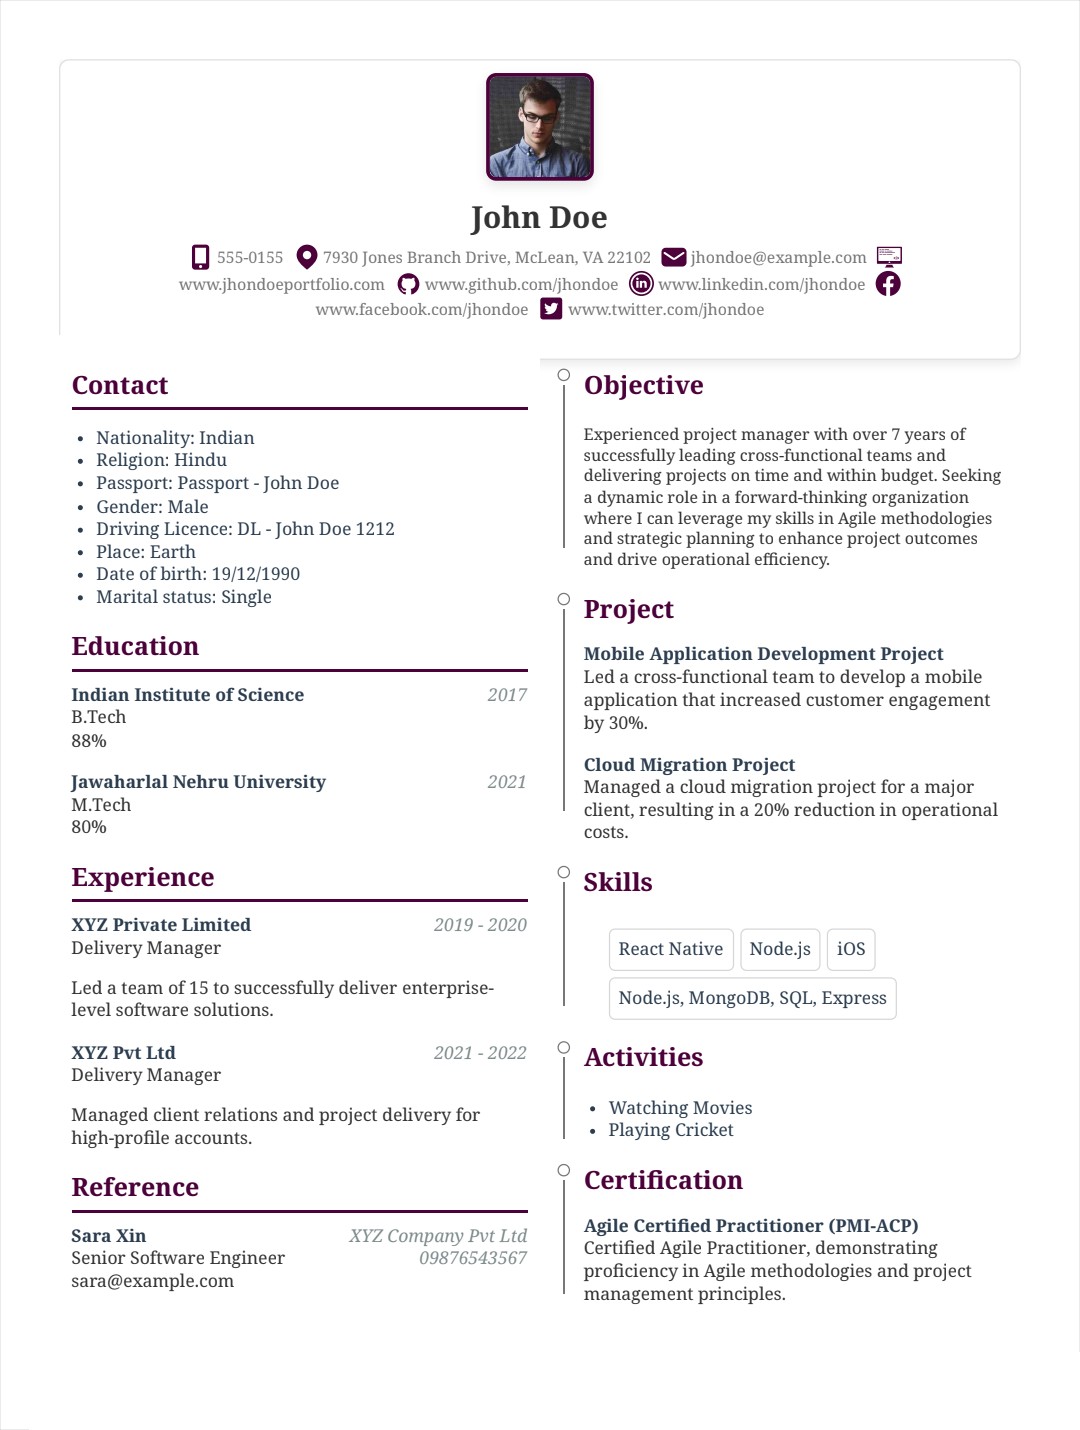 John Doe
555-0155 7930 Jones Branch Drive, McLean, VA 22102 jhondoe@example.com
www.jhondoeportfolio.com www.github.com/jhondoe www.linkedin.com/jhondoe
www.facebook.com/jhondoe www.twitter.com/jhondoe
Contact
Nationality: Indian
Religion: Hindu
Passport: Passport - John Doe
Gender: Male
Driving Licence: DL - John Doe 1212
Place: Earth
Date of birth: 19/12/1990
Marital status: Single
Education
Indian Institute of Science 2017
B.Tech
88%
Jawaharlal Nehru University 2021
M.Tech
80%
Experience
XYZ Private Limited 2019 - 2020
Delivery Manager
Led a team of 15 to successfully deliver enterprise-
level software solutions.
XYZ Pvt Ltd 2021 - 2022
Delivery Manager
Managed client relations and project delivery for
high-profile accounts.
Reference
Sara Xin XYZ Company Pvt Ltd
Senior Software Engineer 09876543567
sara@example.com
Objective
Experienced project manager with over 7 years of
successfully leading cross-functional teams and
delivering projects on time and within budget. Seeking
a dynamic role in a forward-thinking organization
where I can leverage my skills in Agile methodologies
and strategic planning to enhance project outcomes
and drive operational efficiency.
Project
Mobile Application Development Project
Led a cross-functional team to develop a mobile
application that increased customer engagement
by 30%.
Cloud Migration Project
Managed a cloud migration project for a major
client, resulting in a 20% reduction in operational
costs.
Skills
React Native Node.js iOS
Node.js, MongoDB, SQL, Express
Activities
Watching Movies
Playing Cricket
Certification
Agile Certified Practitioner (PMI-ACP)
Certified Agile Practitioner, demonstrating
proficiency in Agile methodologies and project
management principles.